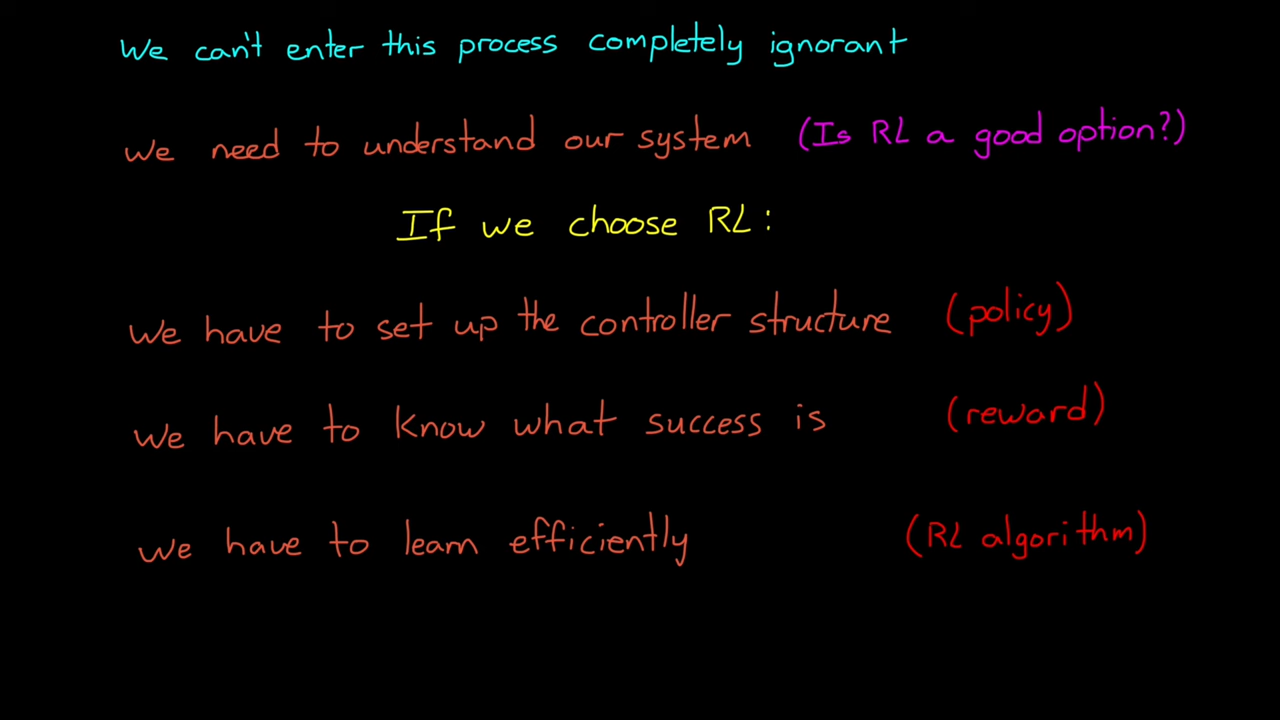 We can't enter this process completely ignorant
We need to understand our system (Is RL a good option?)
If we choose RL:
We have to set up the controller structure (policy)
We have to know what success is (reward)
We have to learn efficiently (RL algorithm)